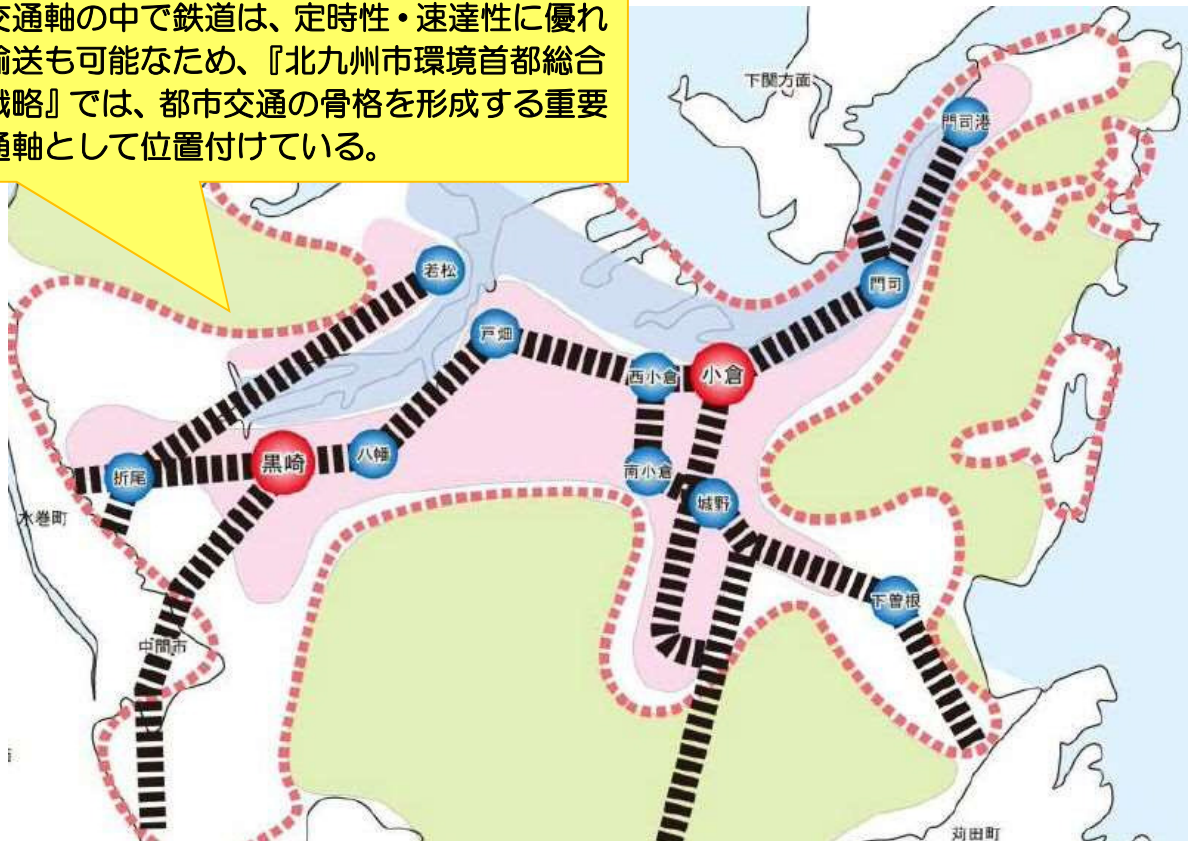 交通軸の中で鉄道は、定時性・速達性に優れ
輸送も可能なため、『北九州市環境首都総合
戦略』では、都市交通の骨格を形成する重要
通軸として位置付けている。
下関方面
門司港
若松
門司
戸畑
西小倉
小倉
黒崎
八幡
折尾
南小倉
城野
水巻町
下曽根
中間市
苅田町